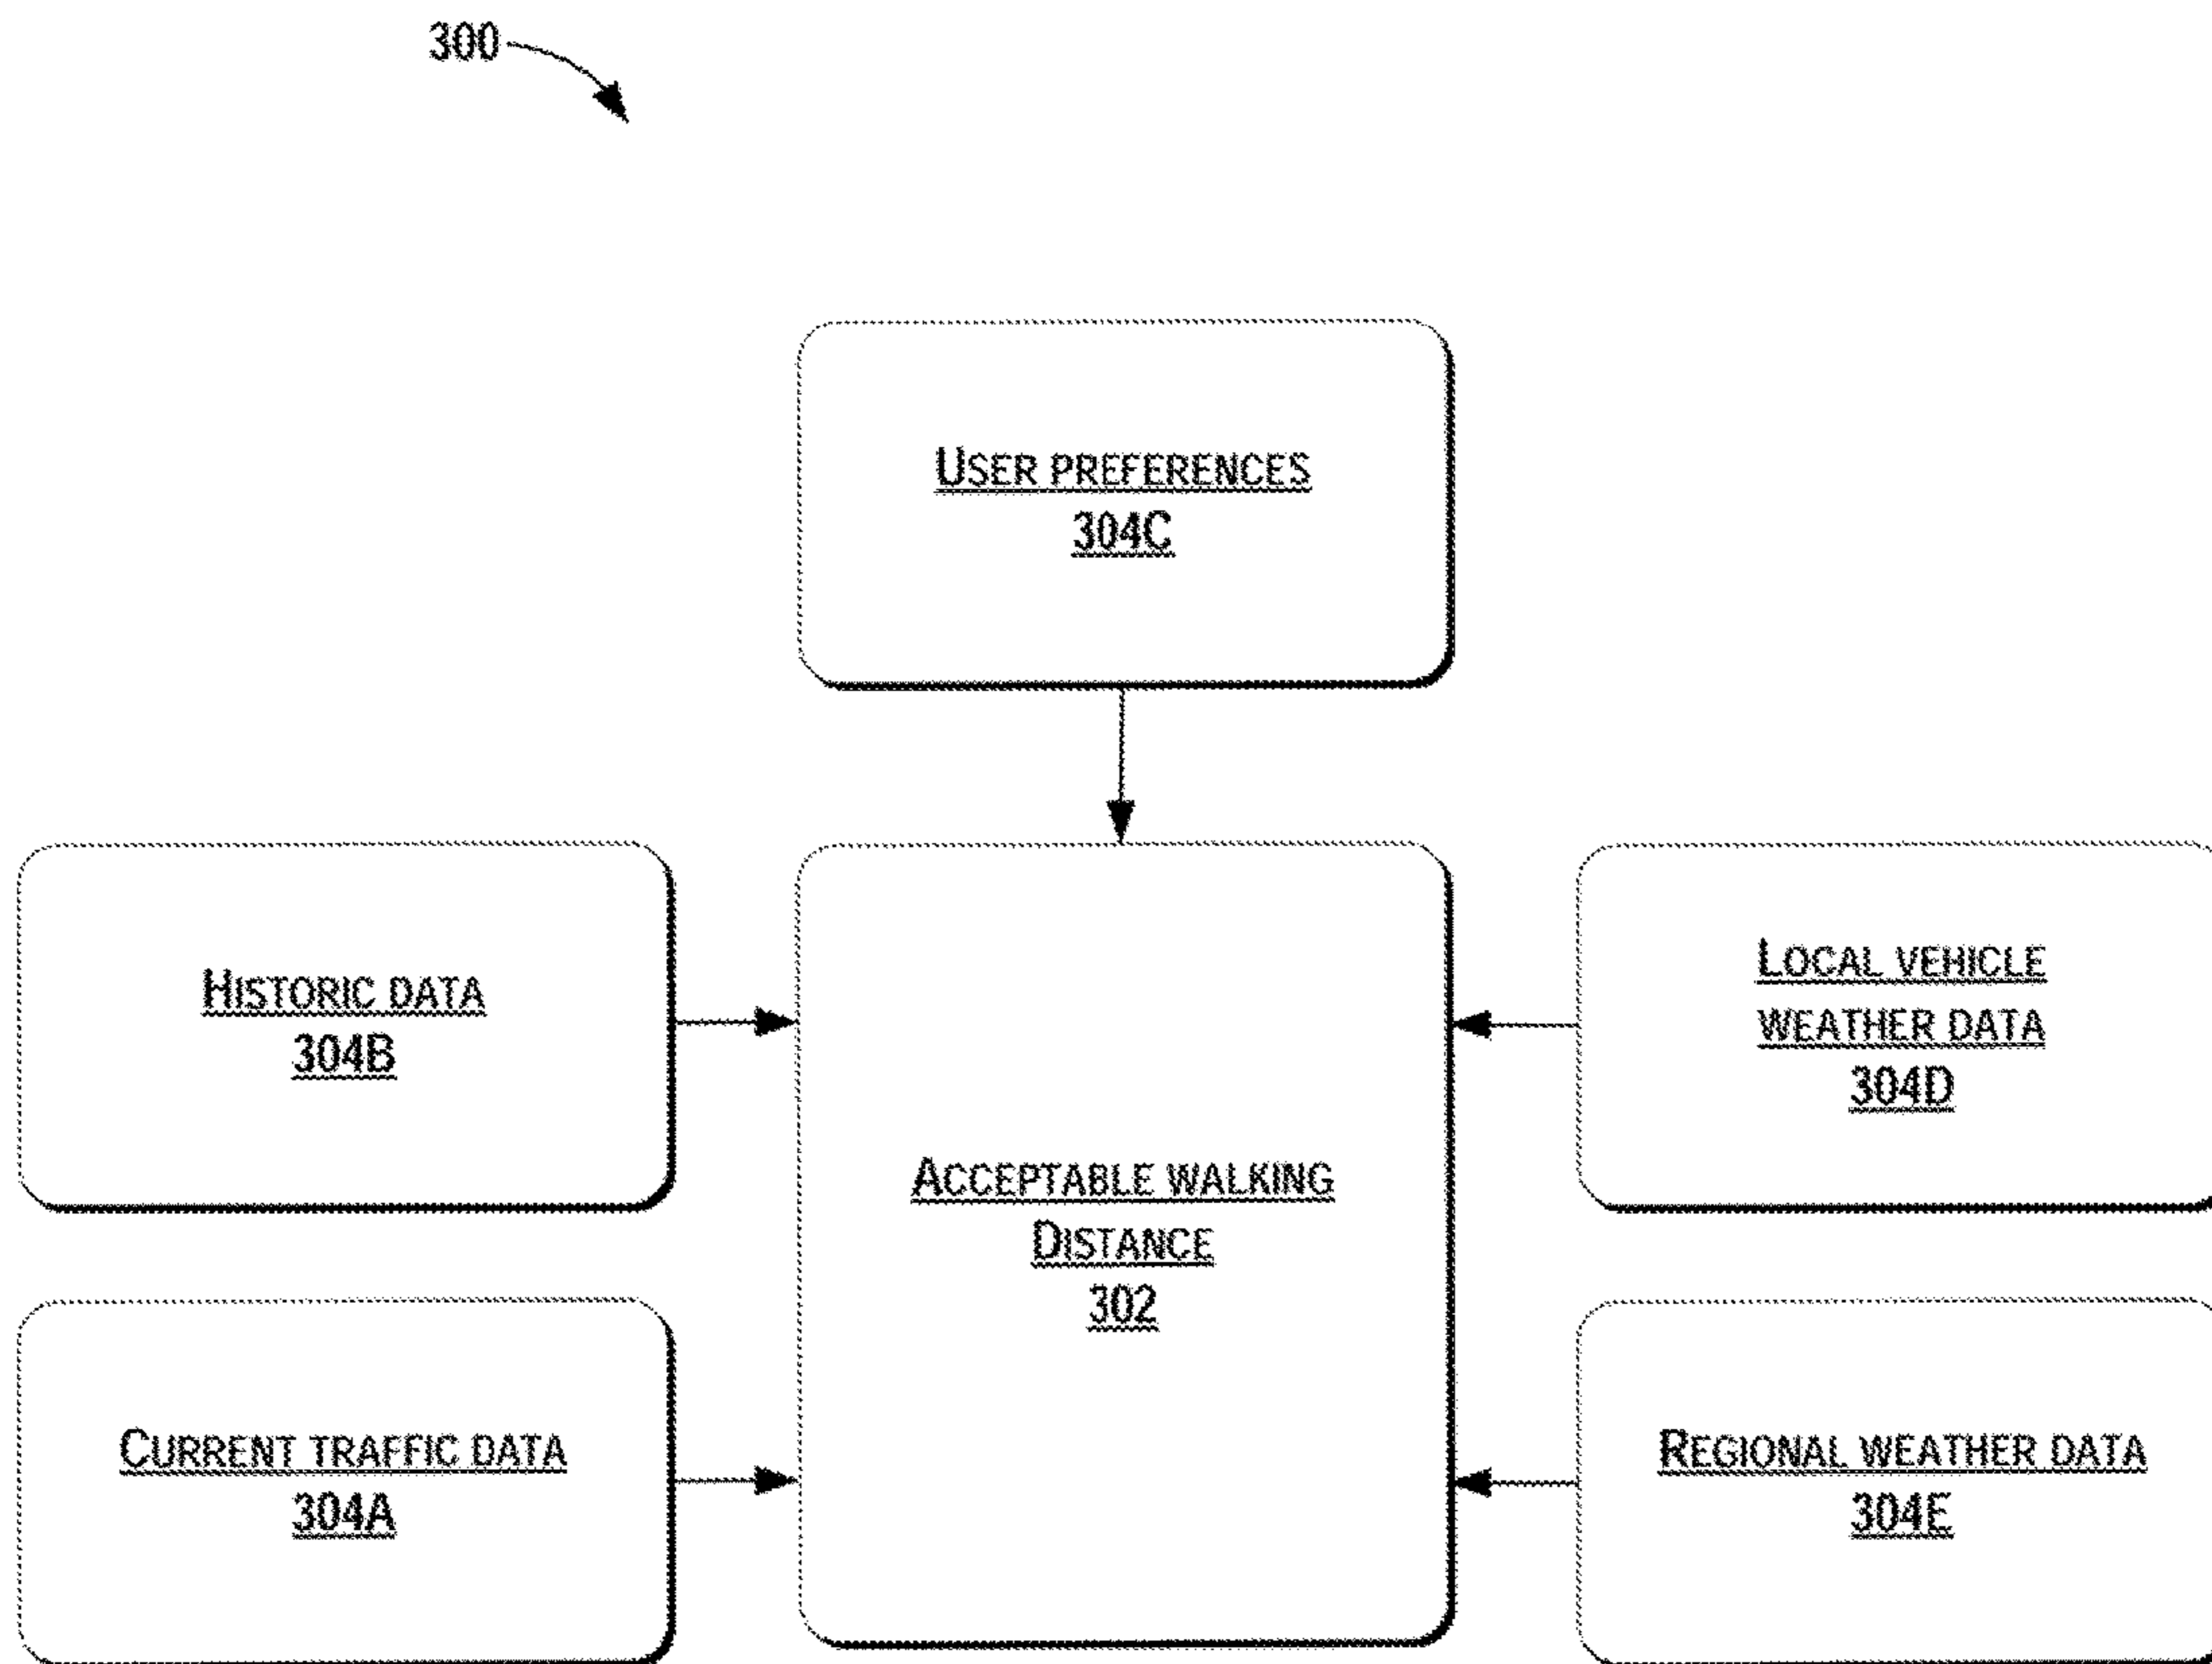 300
User preferences
304C
Historic data
304B
Local vehicle
weather data
304D
Acceptable walking
Distance
302
Current traffic data
304A
Regional weather data
304E